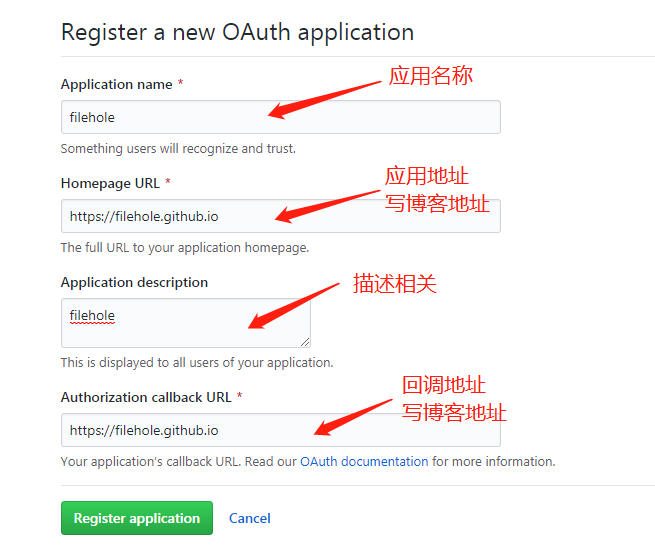 Register a new OAuth application
Application name *
应用名称
filehole
Something users will recognize and trust.
Homepage URL *
应用地址
写博客地址
https://filehole.github.io
The full URL to your application homepage.
Application description
描述相关
filehole
This is displayed to all users of your application.
Authorization callback URL *
回调地址
写博客地址
https://filehole.github.io
Your application's callback URL. Read our OAuth documentation for more information.
Register application Cancel